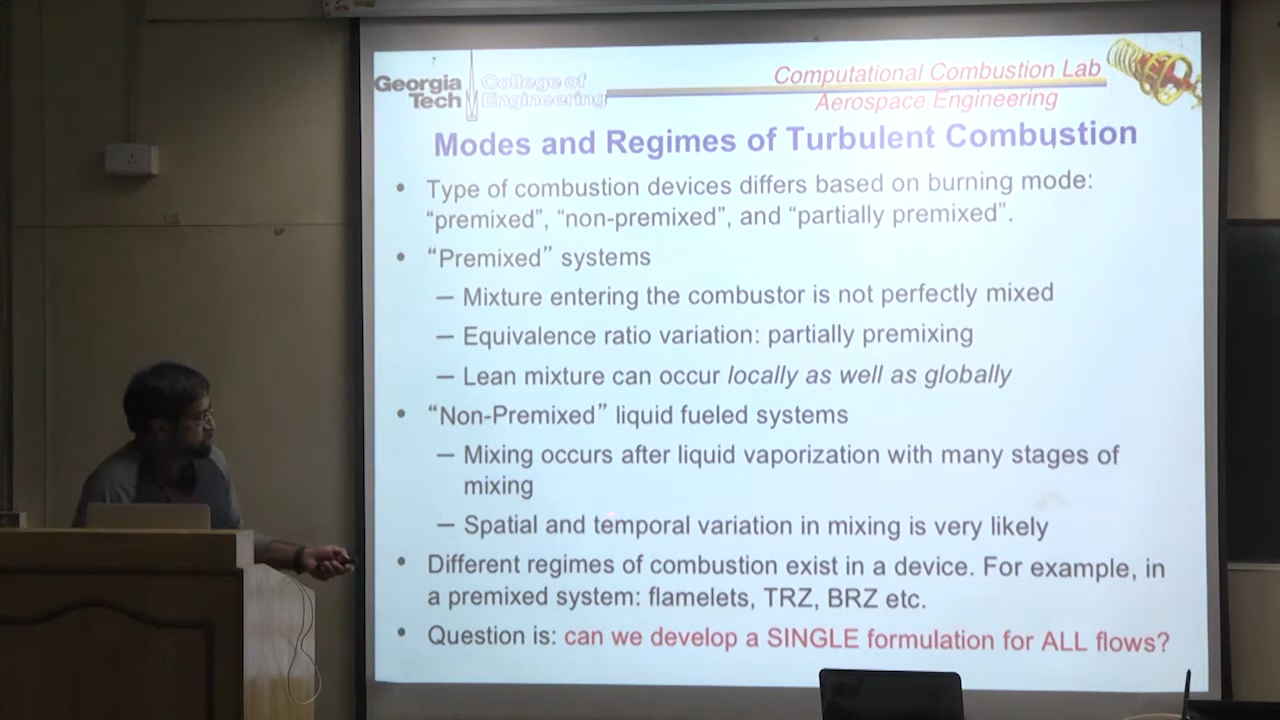 Georgia
Tech
College of
Engineering
Computational Combustion Lab
Aerospace Engineering
Modes and Regimes of Turbulent Combustion
• Type of combustion devices differs based on burning mode:
“premixed”, “non-premixed”, and “partially premixed”.
• “Premixed” systems
– Mixture entering the combustor is not perfectly mixed
– Equivalence ratio variation: partially premixing
– Lean mixture can occur locally as well as globally
• “Non-Premixed” liquid fueled systems
– Mixing occurs after liquid vaporization with many stages of
mixing
– Spatial and temporal variation in mixing is very likely
• Different regimes of combustion exist in a device. For example, in
a premixed system: flamelets, TRZ, BRZ etc.
• Question is: can we develop a SINGLE formulation for ALL flows?